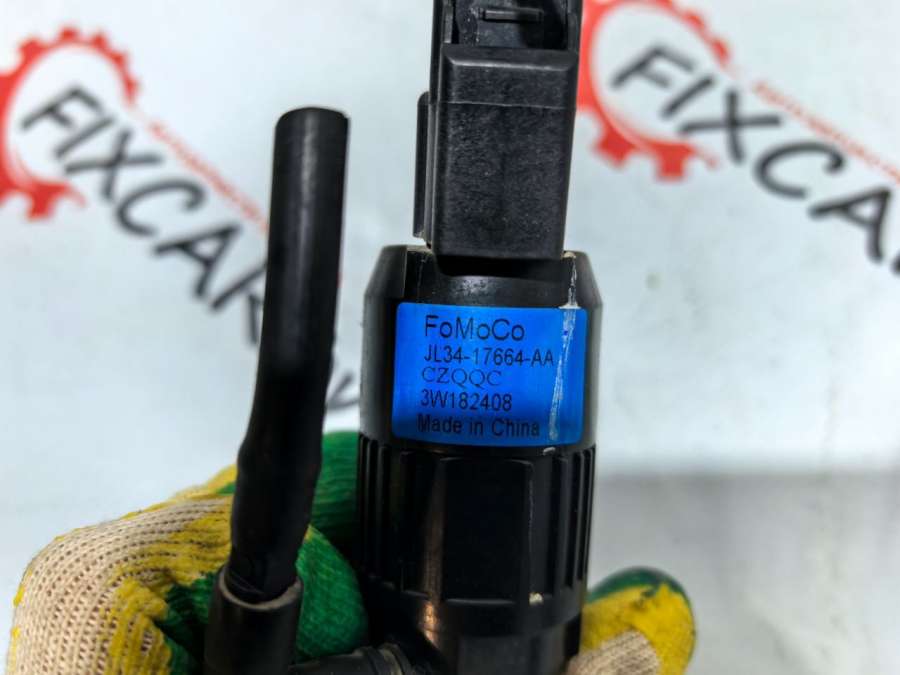 FIXCAR
FIXCAR
FoMoCo
JL34-17664-AA
CZQQC
3W182408
Made in China